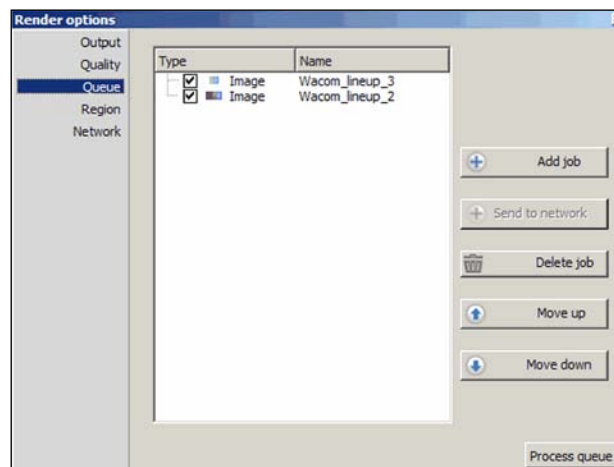 Render options
Output
Quality
Queue
Region
Network
Type Name
Image Wacom_lineup_3
Image Wacom_lineup_2
Add job
Send to network
Delete job
Move up
Move down
Process queue